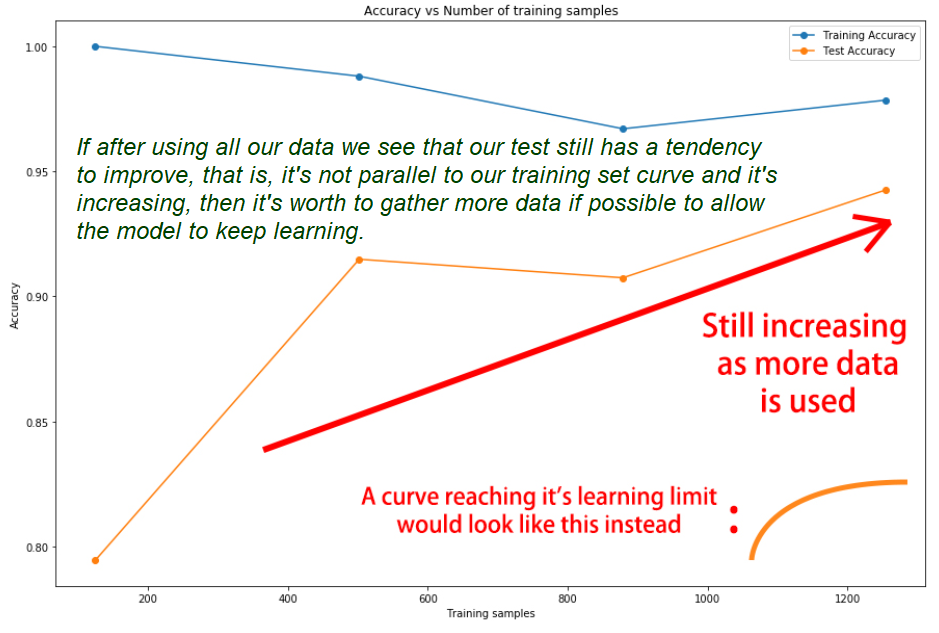 Accuracy vs Number of training samples
Training Accuracy
Test Accuracy
1.00
If after using all our data we see that our test still has a tendency
to improve, that is, it's not parallel to our training set curve and it's
increasing, then it's worth to gather more data if possible to allow
the model to keep learning.
0.95
0.90
Accuracy
Still increasing
as more data
is used
0.85
A curve reaching it's learning limit
would look like this instead
:
0.80
200
400
600
800
1000
1200
Training samples